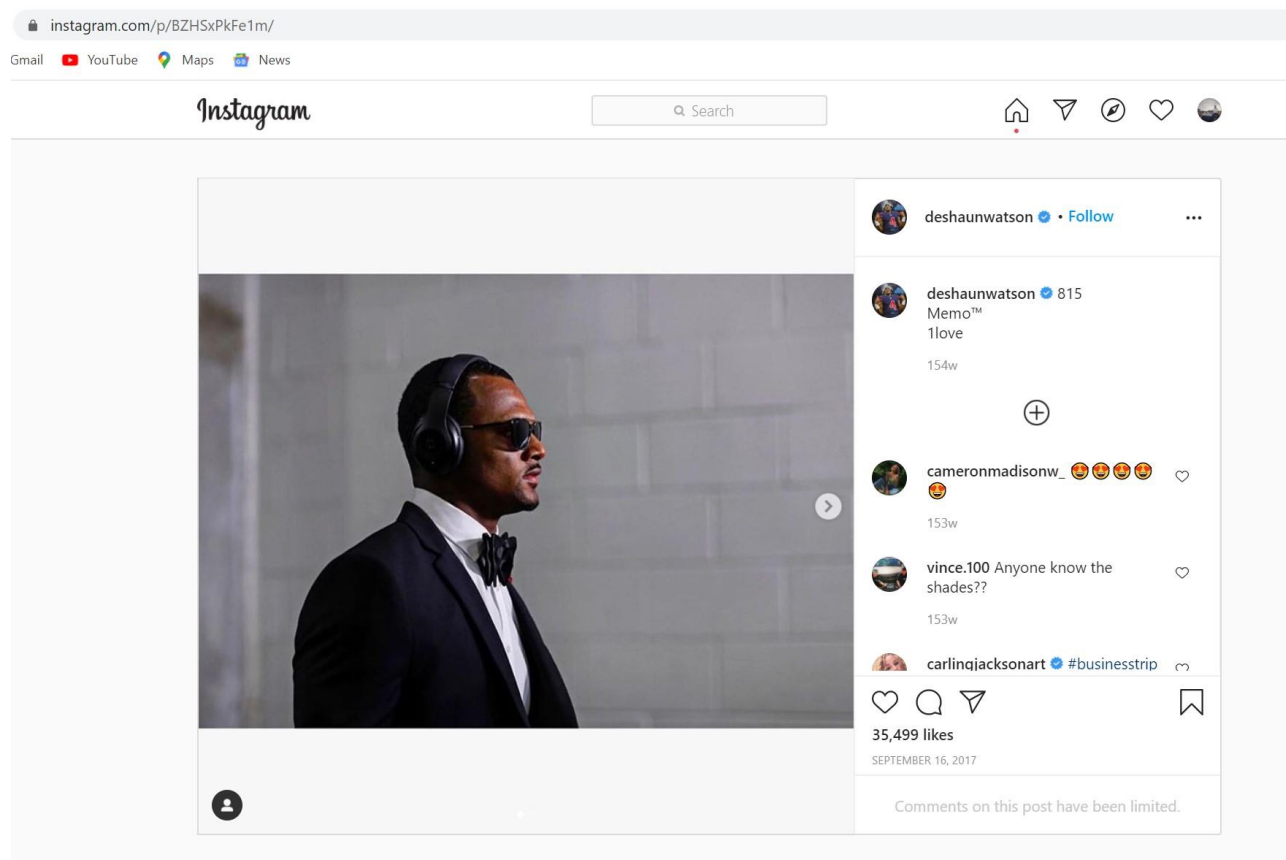 instagram.com/p/BZHSxPkFe1m/
Gmail YouTube Maps News
Instagram
Search
deshaunwatson • Follow
deshaunwatson 815
Memo™
1love
154w
cameronmadisonw_ 😍😍😍😍
😍
153w
vince.100 Anyone know the
shades??
153w
carlingjacksonart #businesstrip
35,499 likes
SEPTEMBER 16, 2017
Comments on this post have been limited.